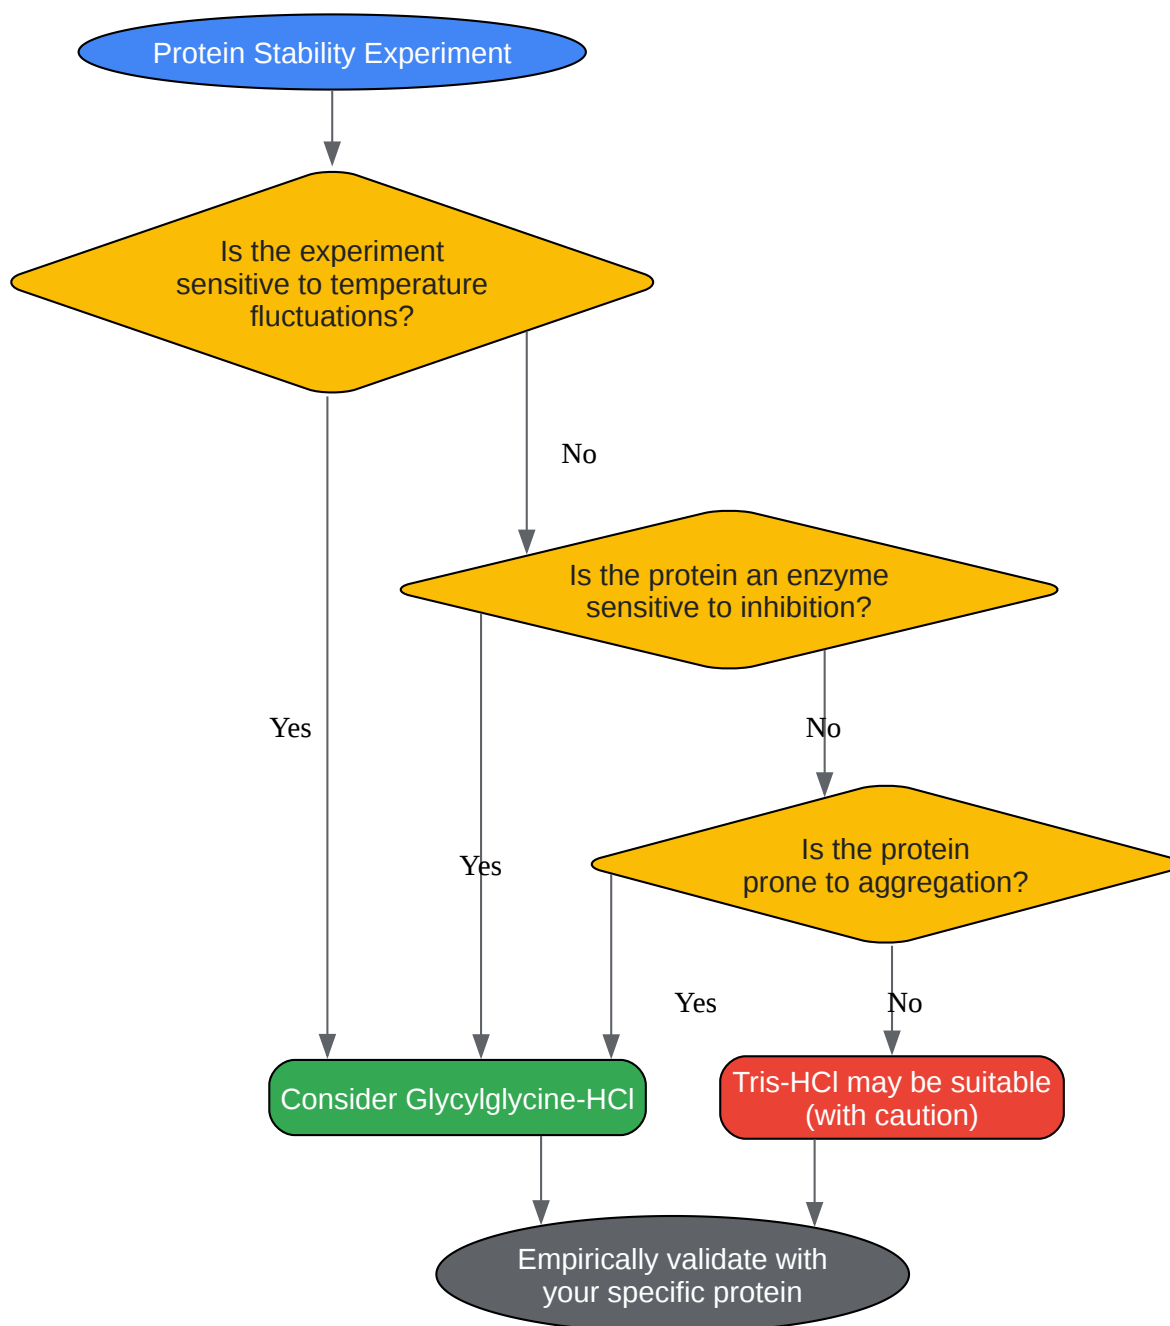 Protein Stability Experiment
Is the experiment
sensitive to temperature
fluctuations?
No
Is the protein an enzyme
sensitive to inhibition?
Yes
No
Is the protein
prone to aggregation?
Yes
Yes
No
Consider Glycylglycine-HCl
Tris-HCl may be suitable
(with caution)
Empirically validate with
your specific protein